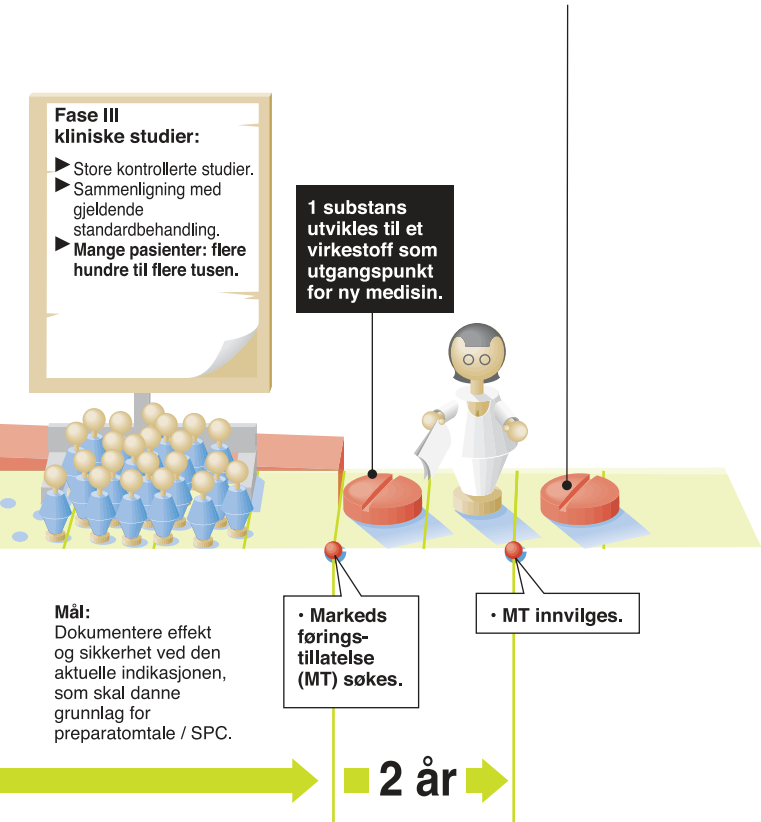 Fase III
kliniske studier:
Store kontrollerte studier.
Sammenligning med
gjeldende
standardbehandling.
Mange pasienter: flere
hundre til flere tusen.
1 substans
utvikles til et
virkestoff som
utgangspunkt
for ny medisin.
Mål:
Dokumentere effekt
og sikkerhet ved den
aktuelle indikasjonen,
som skal danne
grunnlag for
preparatomtale / SPC.
• Markeds
førings-
tillatelse
(MT) søkes.
• MT innvilges.
2 år